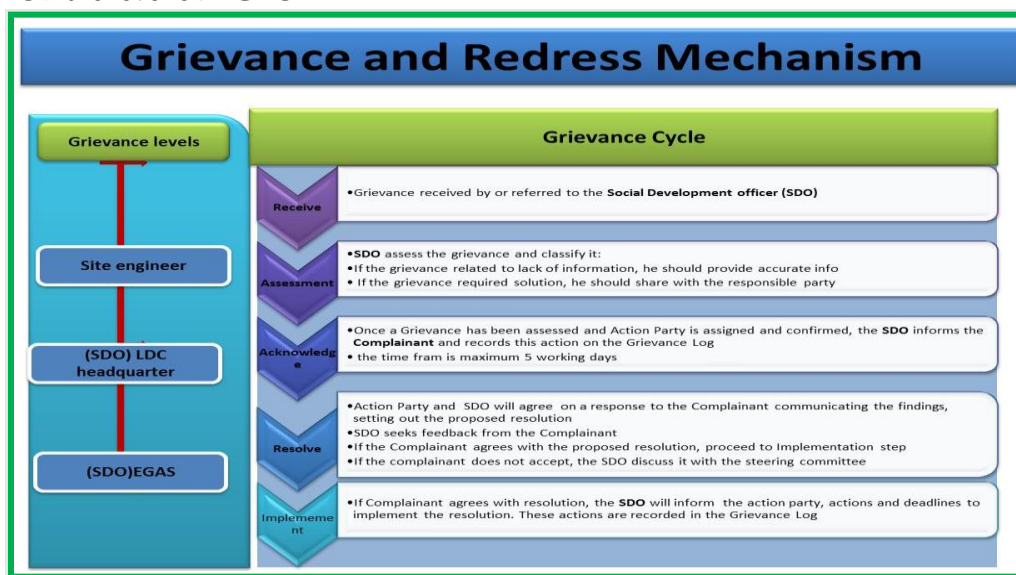 Grievance and Redress Mechanism
Grievance levels
Site engineer
(SDO) LDC
headquarter
(SDO)EGAS
Grievance Cycle
Receive
•Grievance received by or referred to the Social Development officer (SDO)
Assessment
•SDO assess the grievance and classify it:
•If the grievance related to lack of information, he should provide accurate info
• If the grievance required solution, he should share with the responsible party
Acknowledg
e
•Once a Grievance has been assessed and Action Party is assigned and confirmed, the SDO informs the
Complainant and records this action on the Grievance Log
• the time fram is maximum 5 working days
Resolve
•Action Party and SDO will agree on a response to the Complainant communicating the findings,
setting out the proposed resolution
•SDO seeks feedback from the Complainant
•If the Complainant agrees with the proposed resolution, proceed to Implementation step
•If the complainant does not accept, the SDO discuss it with the steering committee
Implememe
nt
•If Complainant agrees with resolution, the SDO will inform the action party, actions and deadlines to
implement the resolution. These actions are recorded in the Grievance Log